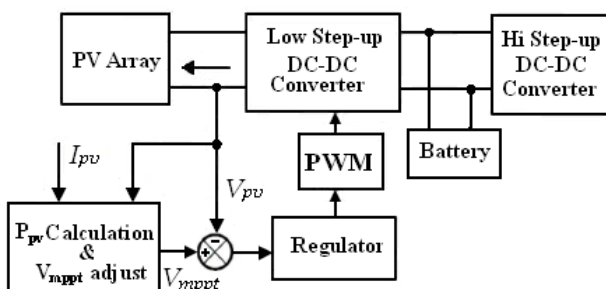 PV Array
Low Step-up
DC-DC
Converter
Hi Step-up
DC-DC
Converter
Battery
PWM
Ipv
Vpv
Ppv Calculation
&
Vmppt adjust
Vmppt
+
-
Regulator